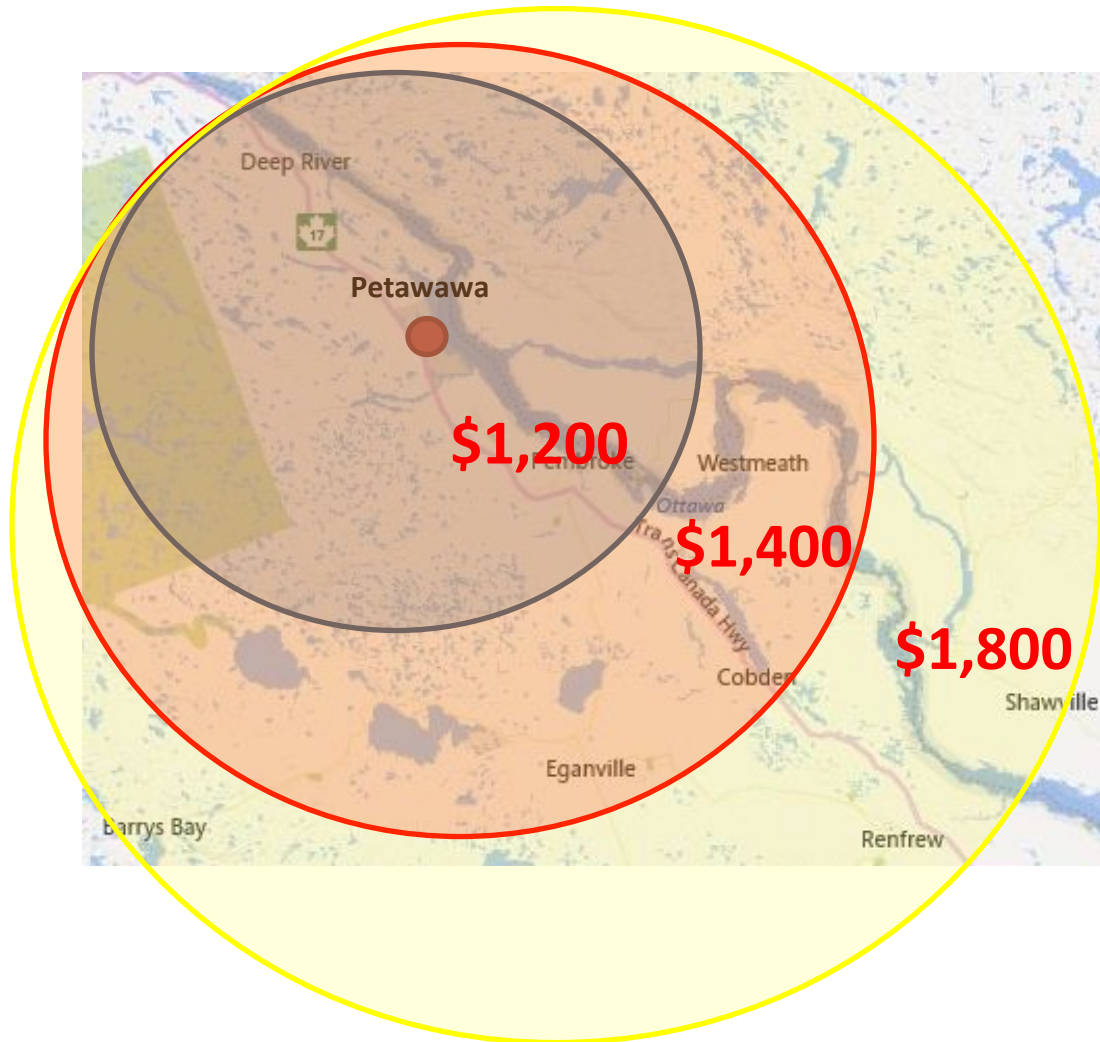 Deep River
17
Petawawa
$1,200
Pembroke
Westmeath
Ottawa
$1,400
Trans Canada Hwy
$1,800
Cobden
Shawville
Eganville
Barrys Bay
Renfrew